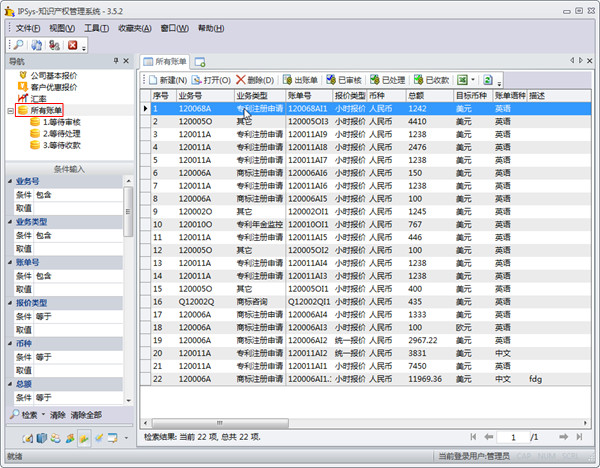 IPSys-知识产权管理系统 - 3.5.2
文件(F) 视图(V) 工具(T) 收藏夹(A) 窗口(W) 帮助(H)
导航
公司基本报价
客户优惠报价
汇率
所有账单
1.等待审核
2.等待处理
3.等待收款
条件输入
业务号
条件 包含
取值
业务类型
条件 包含
取值
账单号
条件 包含
取值
报价类型
条件 等于
取值
币种
条件 等于
取值
总额
条件 等于
检索 清除 清除全部
所有账单
新建(N) 打开(O) 删除(D) 出账单 已审核 已处理 已收款
序号 业务号 业务类型 账单号 报价类型 币种 总额 目标币种 账单语种 描述
1 120068A 专利注册申请 120068AI1 小时报价 人民币 1242 美元 英语
2 120005O 其它 120005OI3 小时报价 人民币 4410 美元 英语
3 120011A 专利注册申请 120011AI9 小时报价 人民币 1238 美元 英语
4 120011A 专利注册申请 120011AI8 小时报价 人民币 2476 美元 英语
5 120011A 专利注册申请 120011AI7 小时报价 人民币 1238 美元 英语
6 120006A 商标注册申请 120006AI6 小时报价 人民币 150 美元 英语
7 120011A 专利注册申请 120011AI6 小时报价 人民币 1238 美元 英语
8 120006A 商标注册申请 120006AI5 小时报价 人民币 100 美元 英语
9 120002O 其它 120002OI1 小时报价 人民币 1245 美元 英语
10 120010O 专利年金监控 120010OI1 小时报价 人民币 767 美元 英语
11 120011A 专利注册申请 120011AI5 小时报价 人民币 446 美元 英语
12 120005O 其它 120005OI2 小时报价 人民币 100 美元 英语
13 120011A 专利注册申请 120011AI4 小时报价 人民币 1238 美元 英语
14 120011A 专利注册申请 120011AI3 小时报价 人民币 1238 美元 英语
15 120005O 其它 120005OI1 小时报价 人民币 400 美元 英语
16 Q12002Q 商标咨询 Q12002QI1 小时报价 人民币 435 美元 英语
17 120006A 商标注册申请 120006AI4 小时报价 人民币 1333 美元 英语
18 120006A 商标注册申请 120006AI3 小时报价 人民币 100 欧元 英语
19 120006A 商标注册申请 120006AI2 统一报价 人民币 2967.22 美元 英语
20 120011A 专利注册申请 120011AI2 统一报价 人民币 3831 美元 中文
21 120011A 专利注册申请 120011AI1 小时报价 人民币 7450 美元 英语
22 120006A 商标注册申请 120006AI1. 小时报价 人民币 11969.36 美元 中文 fdg
检索结果: 当前 22 项, 总共 22 项,
1 /1
就绪
当前登录用户:管理员 CAP NUM SCRL